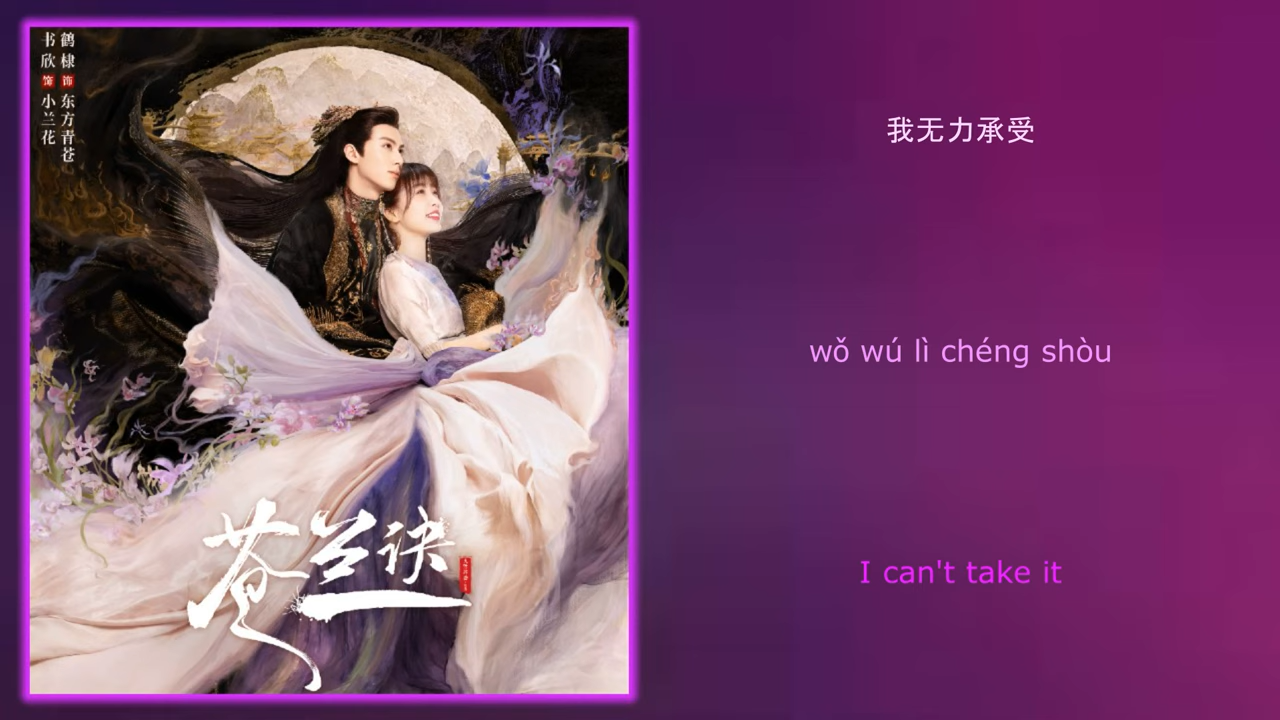 鹤棣饰东方青苍
书欣饰小兰花
苍兰诀
我无力承受
wǒ wú lì chéng shòu
I can't take it